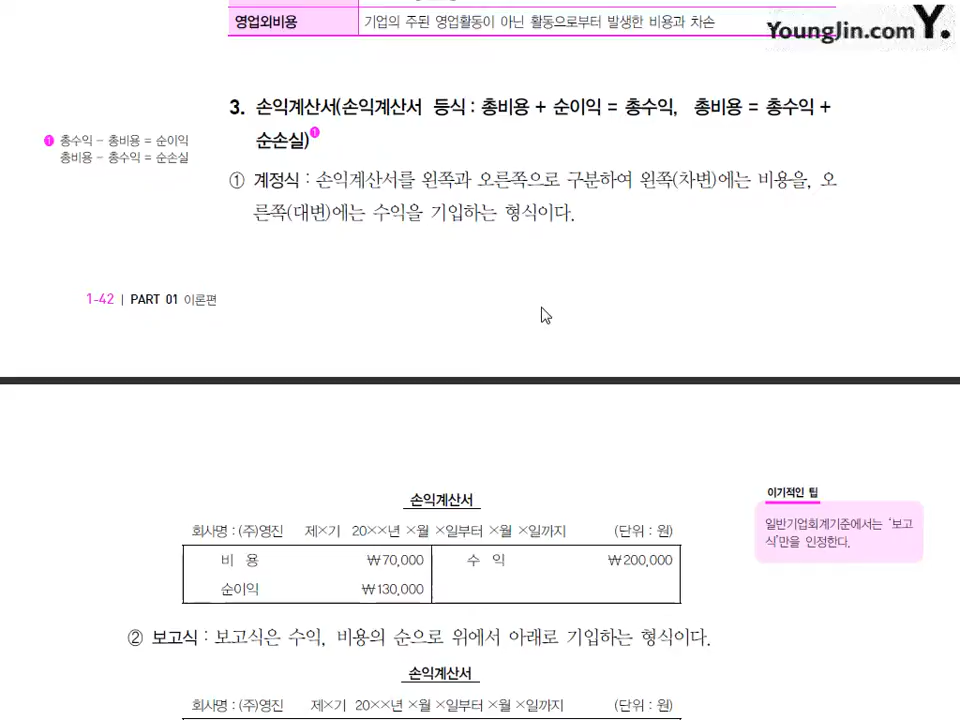 영업외비용 기업의 주된 영업활동이 아닌 활동으로부터 발생한 비용과 차손
YoungJin.com Y.
3. 손익계산서(손익계산서 등식 : 총비용 + 순이익 = 총수익, 총비용 = 총수익 +
순손실)❶
❶ 총수익 - 총비용 = 순이익
총비용 - 총수익 = 순손실
① 계정식 : 손익계산서를 왼쪽과 오른쪽으로 구분하여 왼쪽(차변)에는 비용을, 오
른쪽(대변)에는 수익을 기입하는 형식이다.
1-42 | PART 01 이론편
손익계산서
회사명 : (주)영진 제×기 20××년 ×월 ×일부터 ×월 ×일까지 (단위 : 원)
비 용 ₩70,000 수 익 ₩200,000
순이익 ₩130,000
이기적인 팁
일반기업회계기준에서는 '보고
식'만을 인정한다.
② 보고식 : 보고식은 수익, 비용의 순으로 위에서 아래로 기입하는 형식이다.
손익계산서
회사명 : (주)영진 제×기 20××년 ×월 ×일부터 ×월 ×일까지 (단위 : 원)